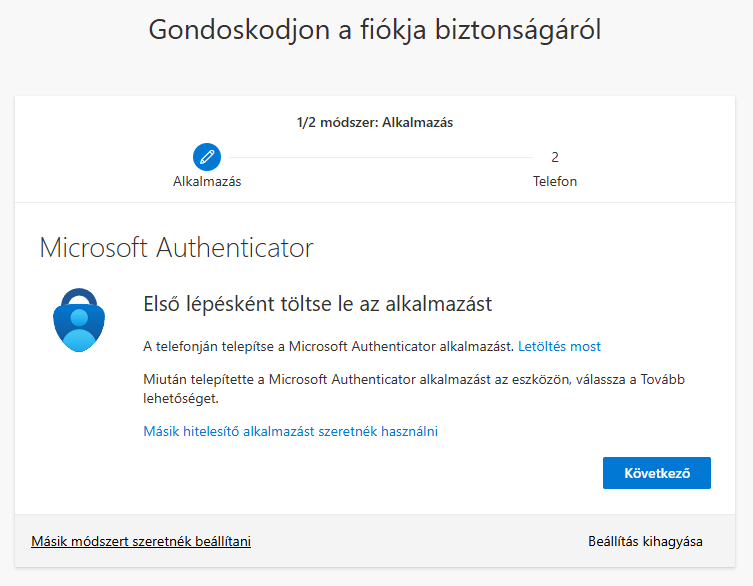 Gondoskodjon a fiókja biztonságáról
1/2 módszer: Alkalmazás
2
Alkalmazás
Telefon
Microsoft Authenticator
Első lépésként töltse le az alkalmazást
A telefonján telepítse a Microsoft Authenticator alkalmazást. Letöltés most
Miután telepítette a Microsoft Authenticator alkalmazást az eszközön, válassza a Tovább
lehetőséget.
Másik hitelesítő alkalmazást szeretnék használni
Következő
Másik módszert szeretnék beállítani
Beállítás kihagyása